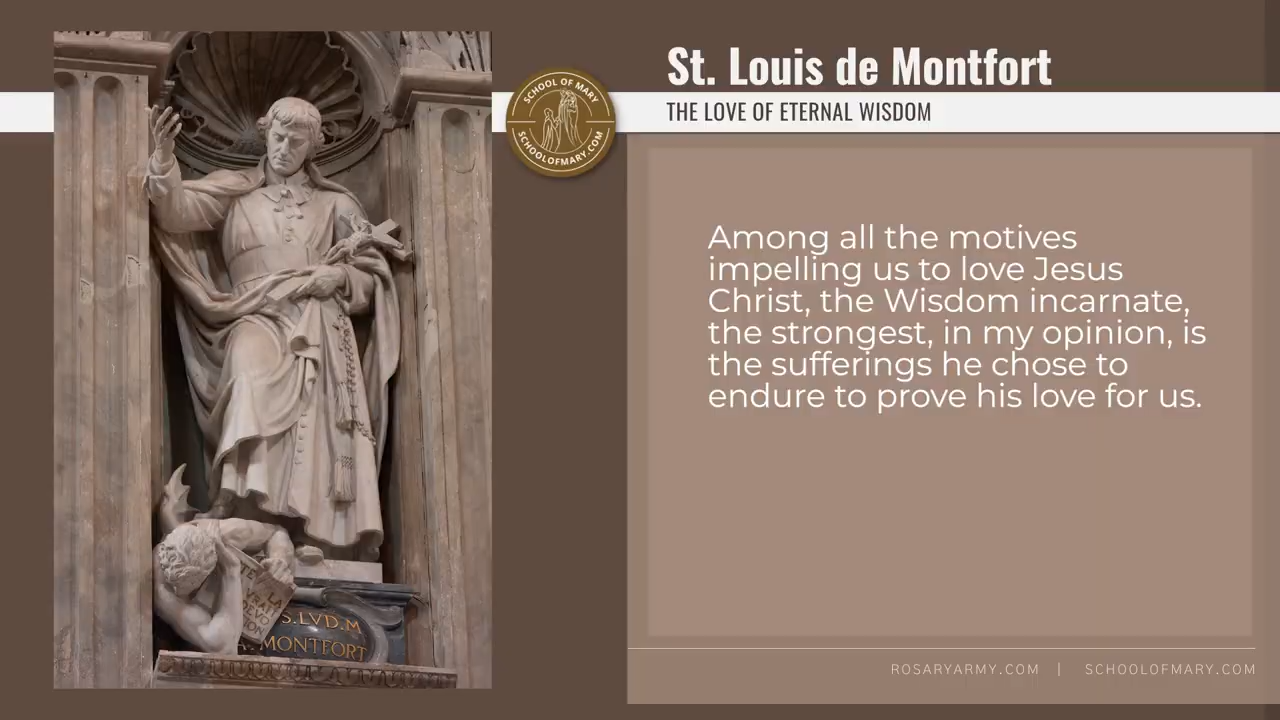 St. Louis de Montfort
THE LOVE OF ETERNAL WISDOM
SCHOOL OF MARY
SCHOOLOFMARY.COM
Among all the motives
impelling us to love Jesus
Christ, the Wisdom incarnate,
the strongest, in my opinion, is
the sufferings he chose to
endure to prove his love for us.
LA
VRAI
S.LVD.M
MONTFORT
ROSARYARMY.COM | SCHOOLOFMARY.COM